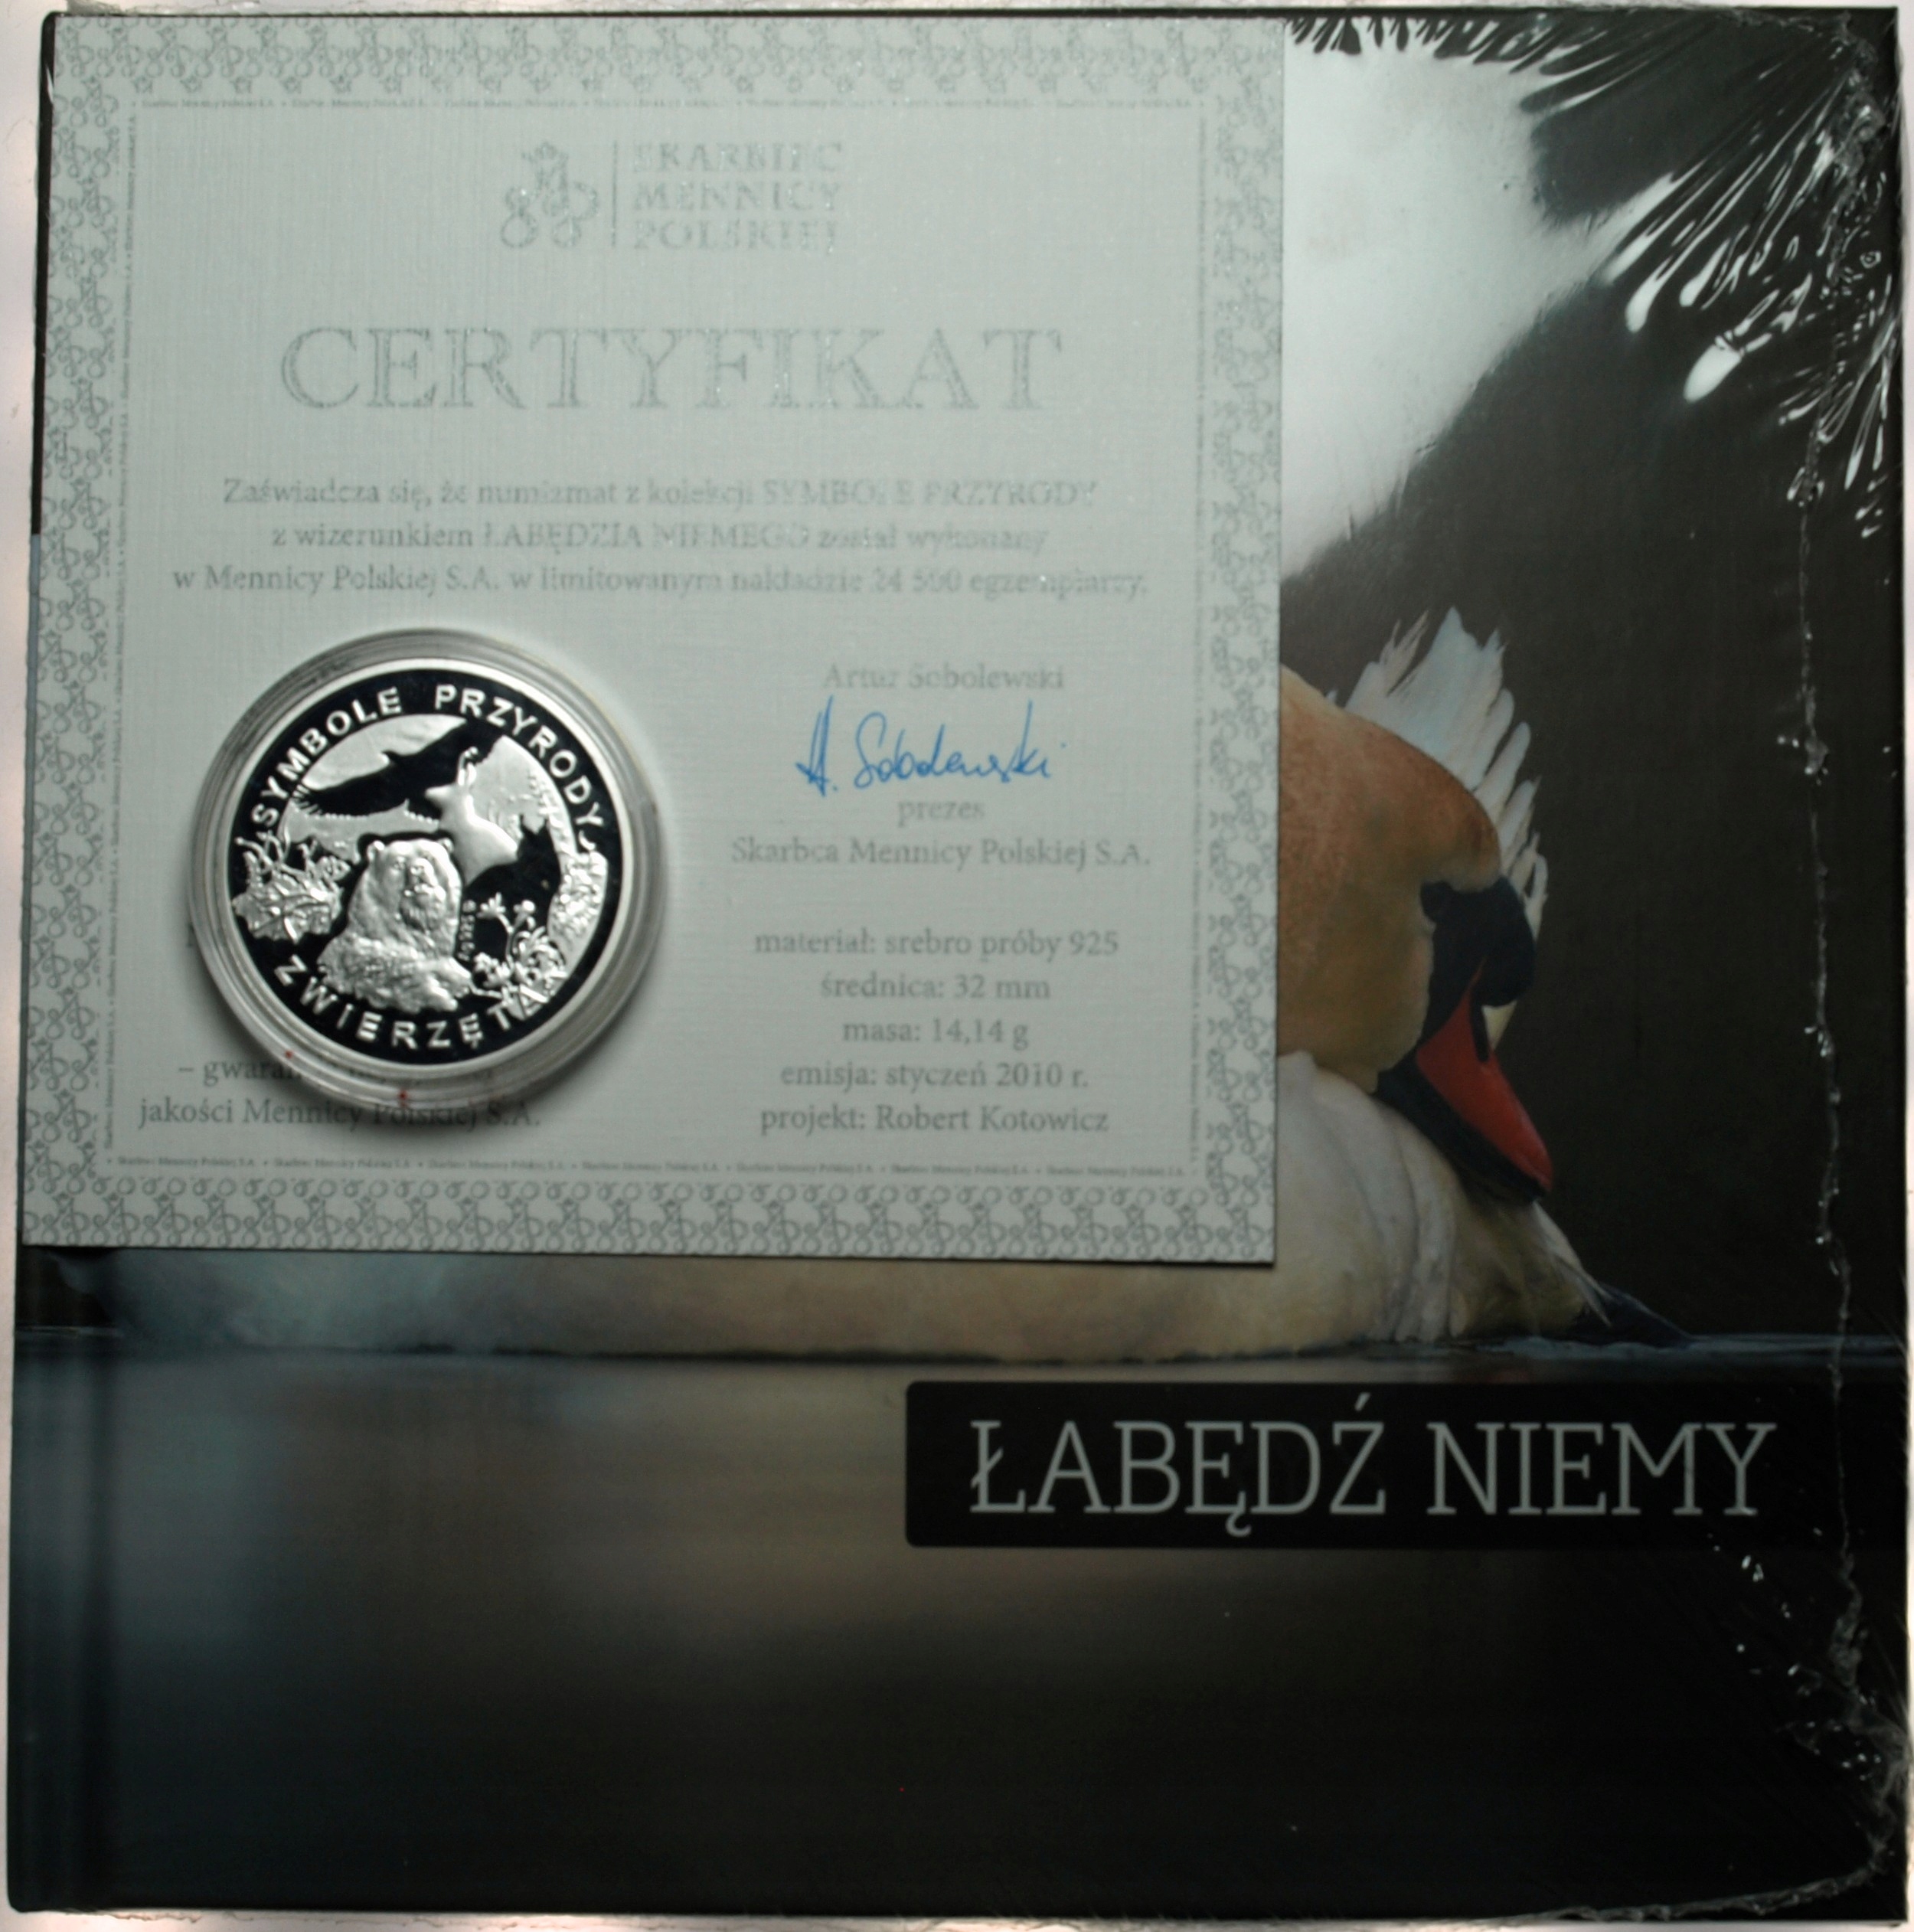 SKARBIEC
MENNICY
POLSKIEJ
CERTYFIKAT
Zaświadcza się, że numizmat z kolekcji SYMBOLE PRZYRODY
z wizerunkiem ŁABĘDZIA NIEMEGO został wykonany
w Mennicy Polskiej S.A. w limitowanym nakładzie 24 500 egzemplarzy.
Artur Sobolewski
A. Sobolewski
prezes
Skarbca Mennicy Polskiej S.A.
SYMBOLE PRZYRODY
ZWIERZĘTA
materiał: srebro próby 925
średnica: 32 mm
masa: 14,14 g
emisja: styczeń 2010 r.
projekt: Robert Kotowicz
jakości Mennicy Polskiej S.A.
ŁABĘDŹ NIEMY